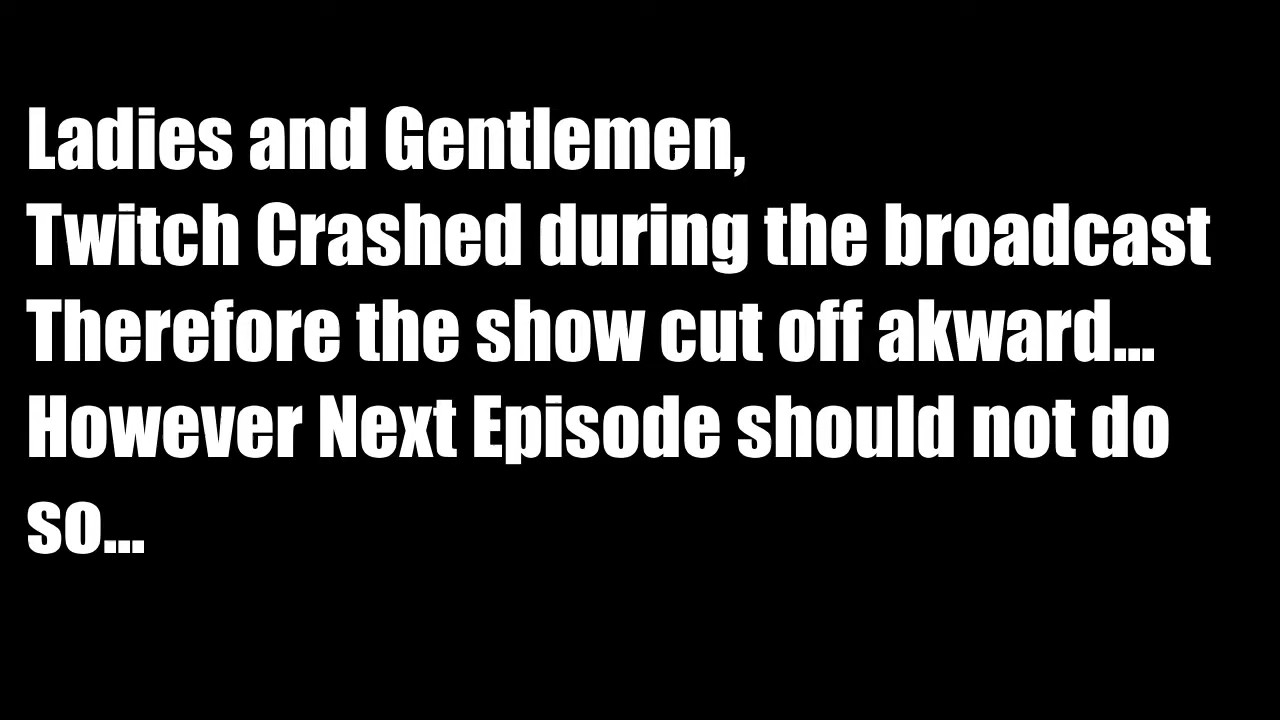 Ladies and Gentlemen,
Twitch Crashed during the broadcast
Therefore the show cut off akward...
However Next Episode should not do
so...